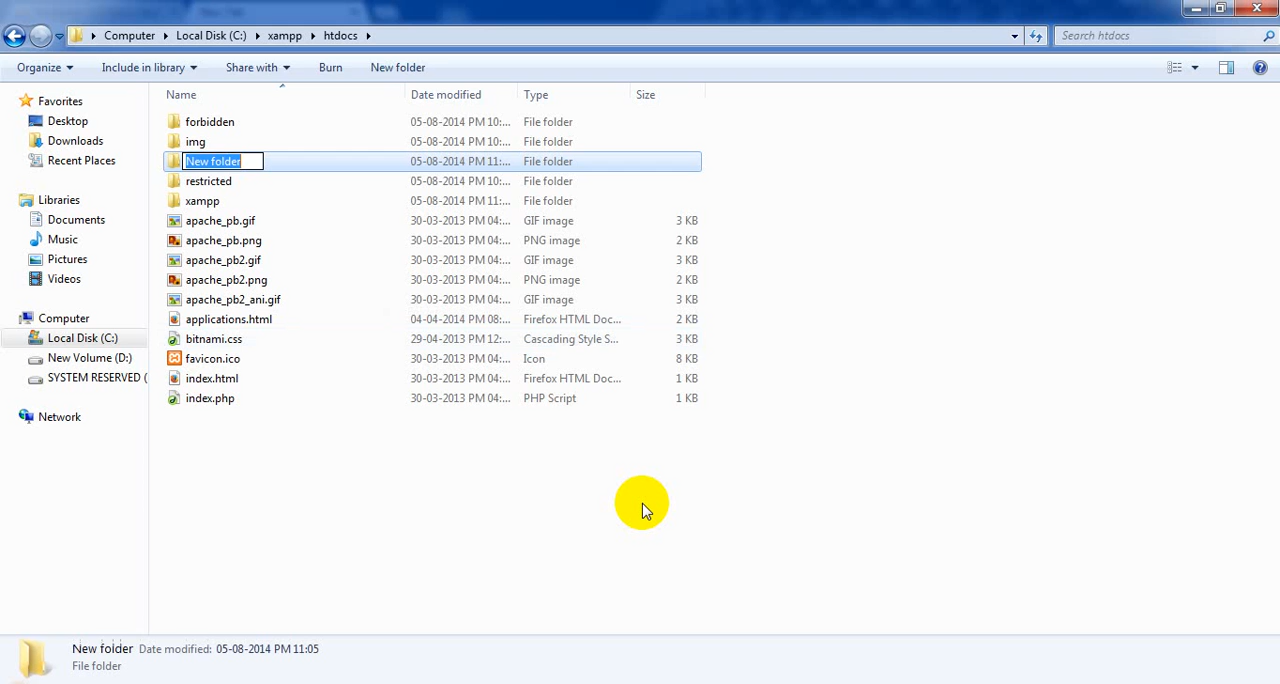 Computer Local Disk (C:) xampp htdocs Search htdocs
Organize Include in library Share with Burn New folder
Name Date modified Type Size
Favorites
Desktop
Downloads
Recent Places
Libraries
Documents
Music
Pictures
Videos
Computer
Local Disk (C:)
New Volume (D:)
SYSTEM RESERVED (
Network
forbidden 05-08-2014 PM 10:... File folder
img 05-08-2014 PM 10:... File folder
New folder 05-08-2014 PM 11:... File folder
restricted 05-08-2014 PM 10:... File folder
xampp 05-08-2014 PM 11:... File folder
apache_pb.gif 30-03-2013 PM 04:... GIF image 3 KB
apache_pb.png 30-03-2013 PM 04:... PNG image 2 KB
apache_pb2.gif 30-03-2013 PM 04:... GIF image 3 KB
apache_pb2.png 30-03-2013 PM 04:... PNG image 2 KB
apache_pb2_ani.gif 30-03-2013 PM 04:... GIF image 3 KB
applications.html 04-04-2014 PM 08:... Firefox HTML Doc... 2 KB
bitnami.css 29-04-2013 PM 12:... Cascading Style S... 3 KB
favicon.ico 30-03-2013 PM 04:... Icon 8 KB
index.html 30-03-2013 PM 04:... Firefox HTML Doc... 1 KB
index.php 30-03-2013 PM 04:... PHP Script 1 KB
New folder Date modified: 05-08-2014 PM 11:05
File folder